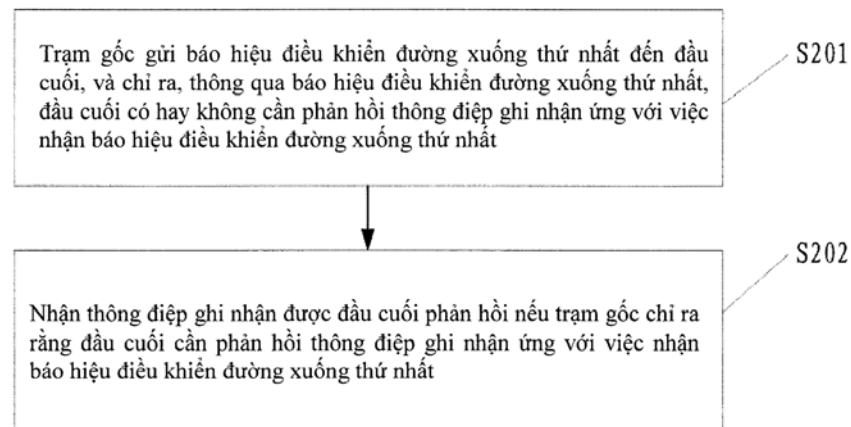 Trạm gốc gửi báo hiệu điều khiển đường xuống thứ nhất đến đầu
cuối, và chỉ ra, thông qua báo hiệu điều khiển đường xuống thứ nhất,
đầu cuối có hay không cần phản hồi thông điệp ghi nhận ứng với việc
nhận báo hiệu điều khiển đường xuống thứ nhất
S201
Nhận thông điệp ghi nhận được đầu cuối phản hồi nếu trạm gốc chỉ ra
rằng đầu cuối cần phản hồi thông điệp ghi nhận ứng với việc nhận
báo hiệu điều khiển đường xuống thứ nhất
S202